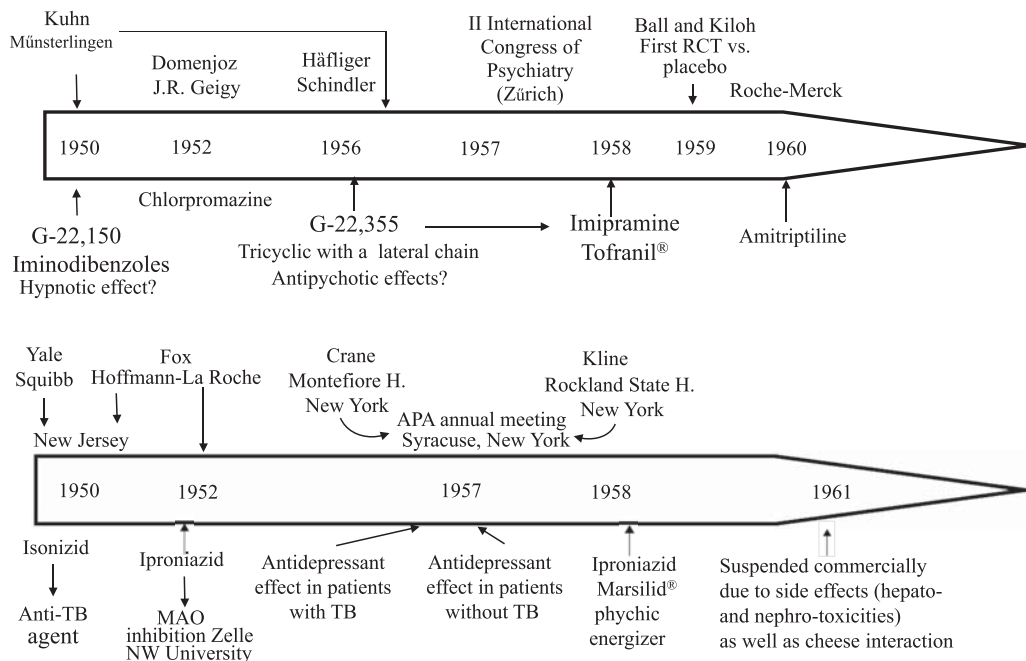 Kuhn
Műnsterlingen
Domenjoz
J.R. Geigy
Häfliger
Schindler
II International
Congress of
Psychiatry
(Zűrich)
Ball and Kiloh
First RCT vs.
placebo
Roche-Merck
1950
1952
1956
1957
1958
1959
1960
Chlorpromazine
G-22,150
Iminodibenzoles
Hypnotic effect?
G-22,355
Tricyclic with a lateral chain
Antipychotic effects?
Imipramine
Tofranil®
Amitriptiline
Yale
Squibb
Fox
Hoffmann-La Roche
New Jersey
Crane
Montefiore H.
New York
APA annual meeting
Syracuse, New York
Kline
Rockland State H.
New York
1950
1952
1957
1958
1961
Isonizid
Anti-TB
agent
Iproniazid
MAO
inhibition Zelle
NW University
Antidepressant
effect in patients
with TB
Antidepressant
effect in patients
without TB
Iproniazid
Marsilid®
phychic
energizer
Suspended commercially
due to side effects (hepato-
and nephro-toxicities)
as well as cheese interaction